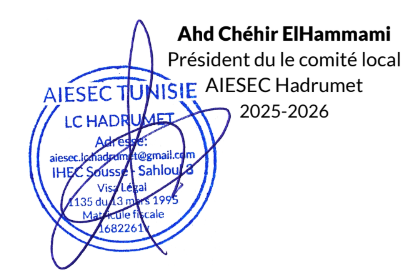 Ahd Chéhir ElHammami
Président du le comité local
AIESEC Hadrumet
2025-2026
AIESEC TUNISIE
LC HADRUMET
Adresse:
aiesec.lchadrumet@gmail.com
IHEC Sousse - Sahloul 3
Visa Légal
1135 du 13 mars 1995
Matricule fiscale